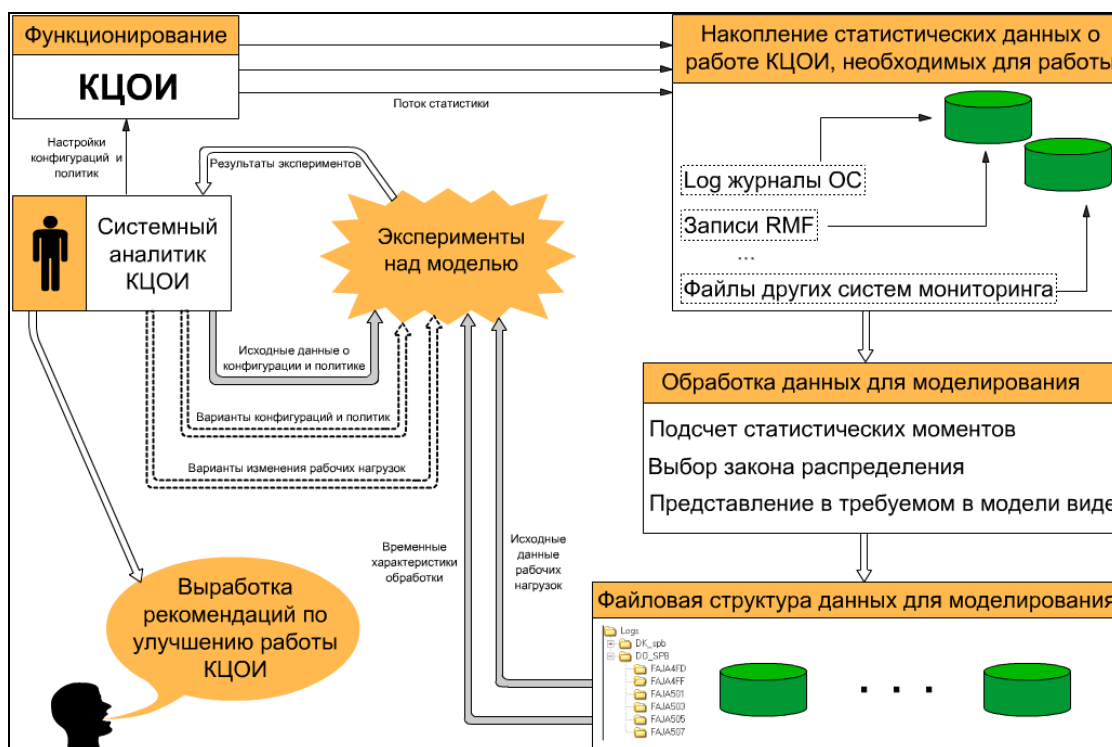 Функционирование
КЦОИ
Накопление статистических данных о
работе КЦОИ, необходимых для работы
Поток статистики
Настройки
конфигураций и
политик
Результаты экспериментов
Log журналы ОС
Записи RMF
...
Файлы других систем мониторинга
Системный
аналитик
КЦОИ
Эксперименты
над моделью
Исходные данные о
конфигурации и политике
Варианты конфигураций и политик
Варианты изменения рабочих нагрузок
Обработка данных для моделирования
Подсчет статистических моментов
Выбор закона распределения
Представление в требуемом в модели виде
Временные
характеристики
обработки
Исходные
данные
рабочих
нагрузок
Выработка
рекомендаций по
улучшению работы
КЦОИ
Файловая структура данных для моделирования
Logs
DK_spb
DO_SPB
FAJA4FD
FAJA4FF
FAJA501
FAJA503
FAJA505
FAJA507
. . .